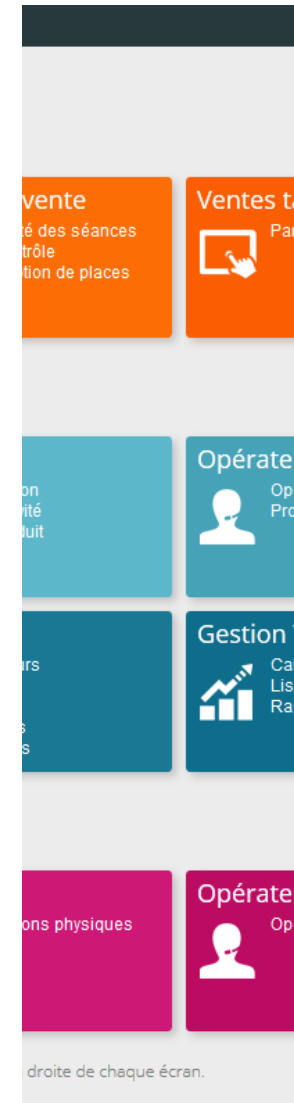 vente
té des séances
trôle
tion de places
Ventes ta
Par
on
vité
duit
Opérate
Op
Pro
urs
s
s
Gestion
Ca
Lis
Ra
ons physiques
Opérate
Op
droite de chaque écran.